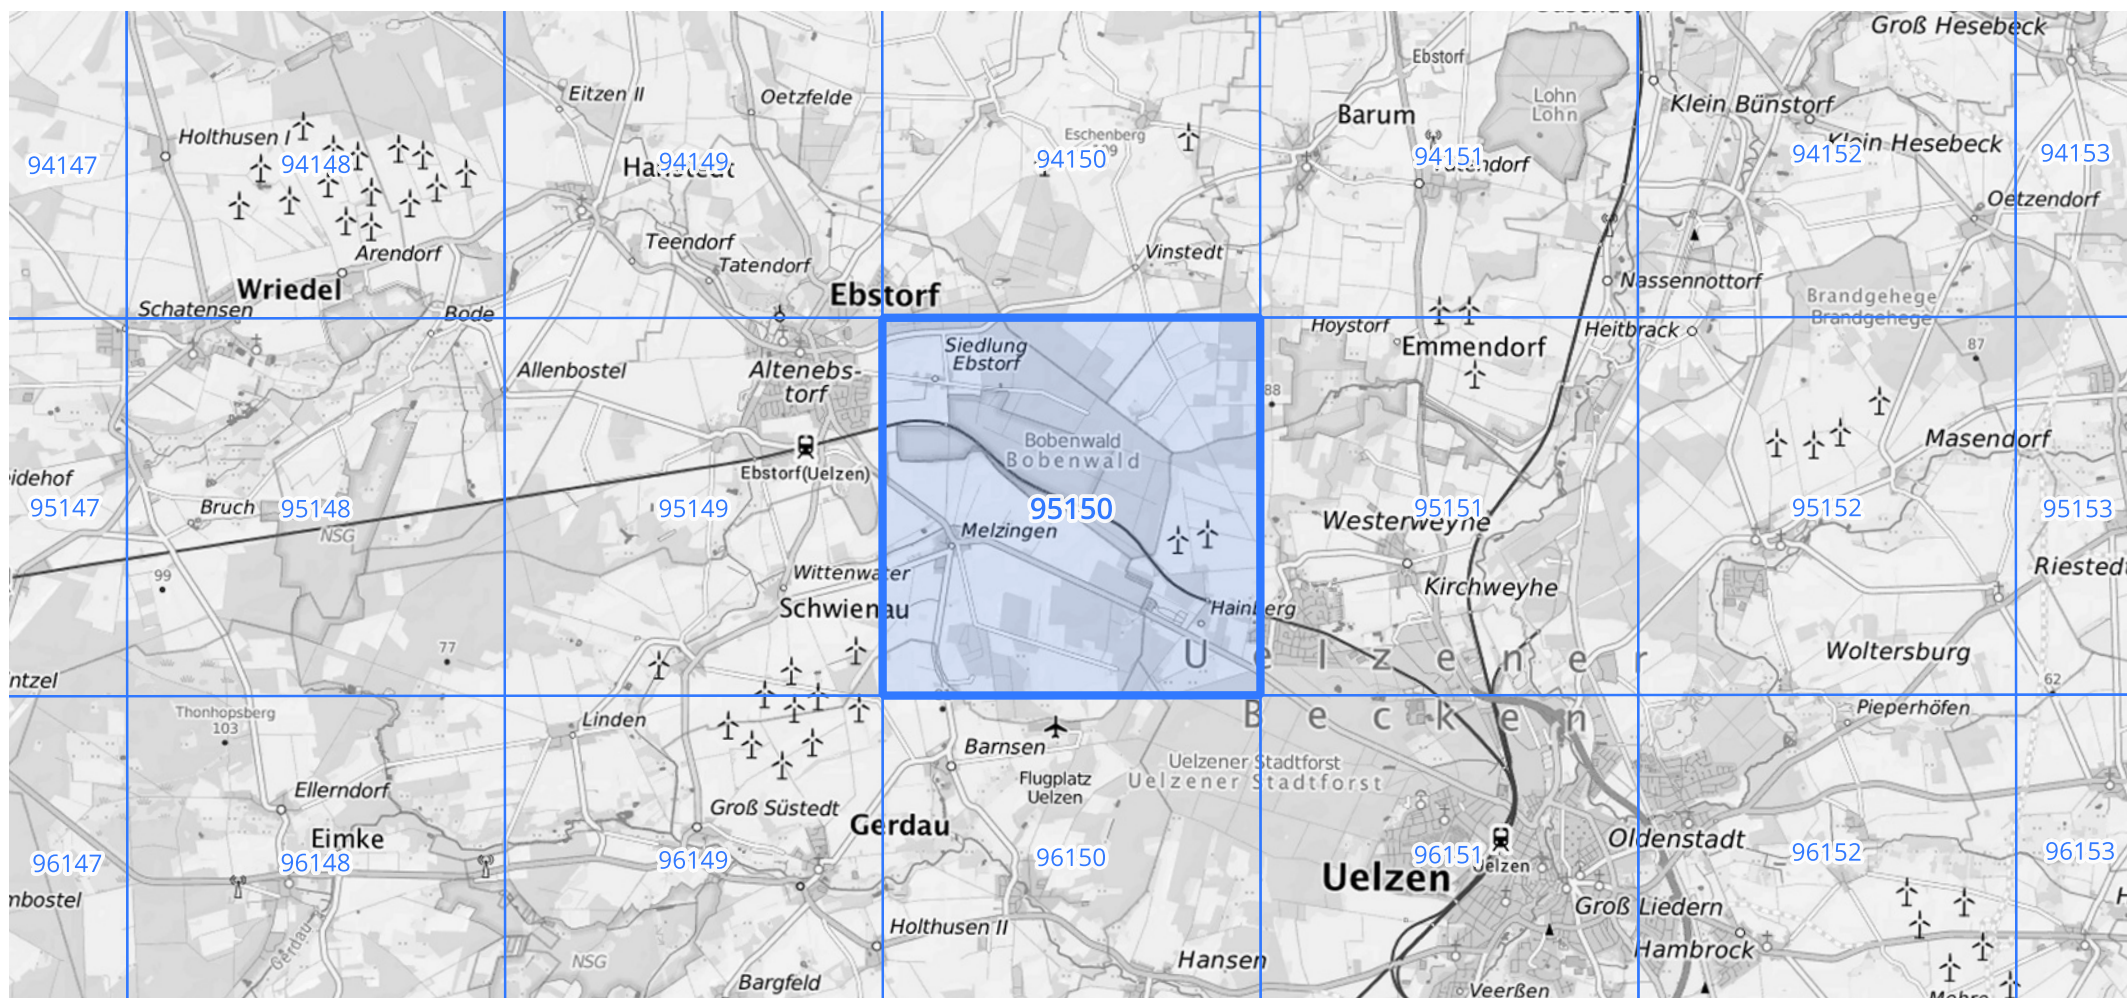 Groß Hesebeck
Ebstorf
Eitzen II
Oetzfelde
Lohn
Lohn
Klein Bünstorf
Barum
Holthusen I
Eschenberg
Klein Hesebeck
94147
94148
94149
94150
94151
94152
94153
Hanstedt
Tatendorf
Oetzendorf
Teendorf
Arendorf
Tatendorf
Vinstedt
Nassennottorf
Wriedel
Ebstorf
Brandgehege
Brandgehege
Schatensen
Bode
Hoystorf
Heitbrack
Siedlung
Ebstorf
Emmendorf
87
Allenbostel
Altenebs-
torf
88
Bobenwald
Bobenwald
Masendorf
Ebstorf(Uelzen)
idehof
95147
Bruch
95148
95149
95150
95151
95152
95153
NSG
Melzingen
Westerweyhe
99
Wittenwater
Kirchweyhe
Riestedt
Schwienau
Hainberg
77
Uelzener
Woltersburg
ntzel
62
Becken
Thonhopsberg
103
Linden
Pieperhöfen
Barnsen
Flugplatz
Uelzen
Uelzener Stadtforst
Uelzener Stadtforst
Ellerndorf
Groß Süstedt
Gerdau
Eimke
Oldenstadt
96147
96148
96149
96150
96151
96152
96153
Uelzen
Uelzen
mbostel
Groß Liedern
Holthusen II
Gerdau
NSG
Hansen
Hambrock
Bargfeld
Veerßen